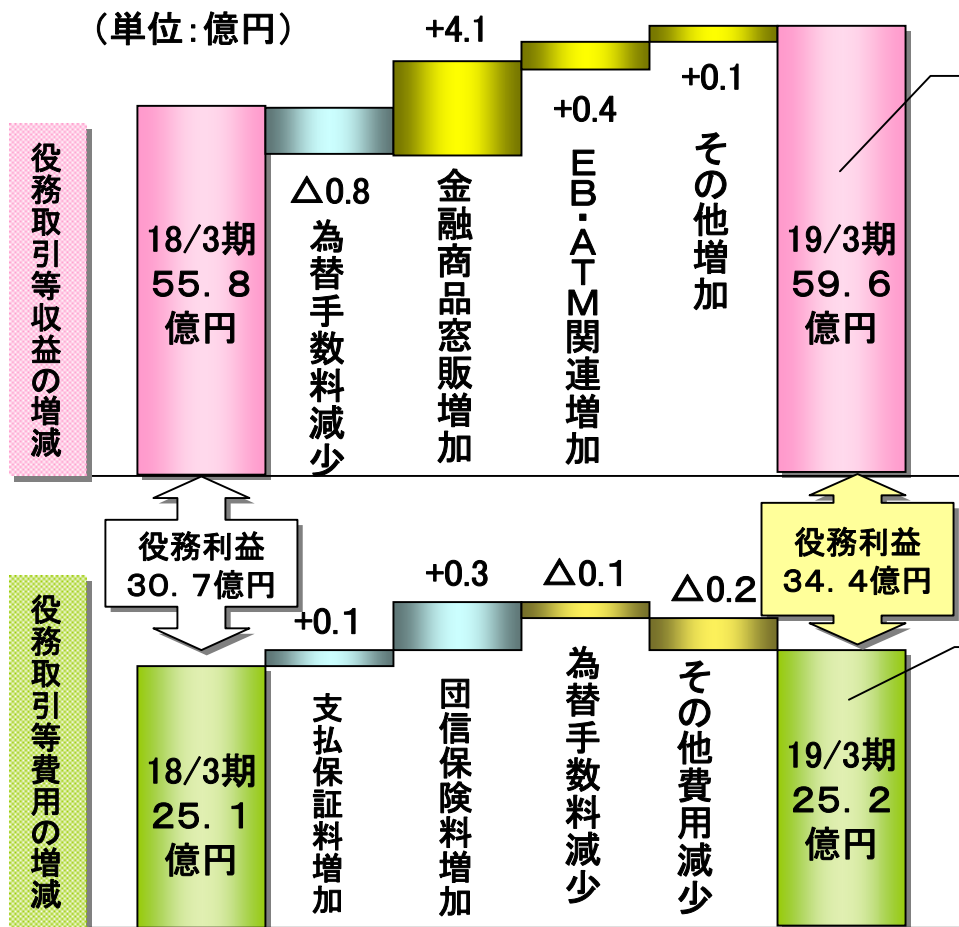 （単位：億円）
役務取引等収益の増減
18/3期
５５．８
億円
△0.8
為替手数料減少
+4.1
金融商品窓販増加
+0.4
ＥＢ・ＡＴＭ関連増加
+0.1
その他増加
19/3期
５９．６
億円
役務利益
３０．７億円
役務利益
３４．４億円
役務取引等費用の増減
18/3期
２５．１
億円
+0.1
支払保証料増加
+0.3
団信保険料増加
△0.1
為替手数料減少
△0.2
その他費用減少
19/3期
２５．２
億円